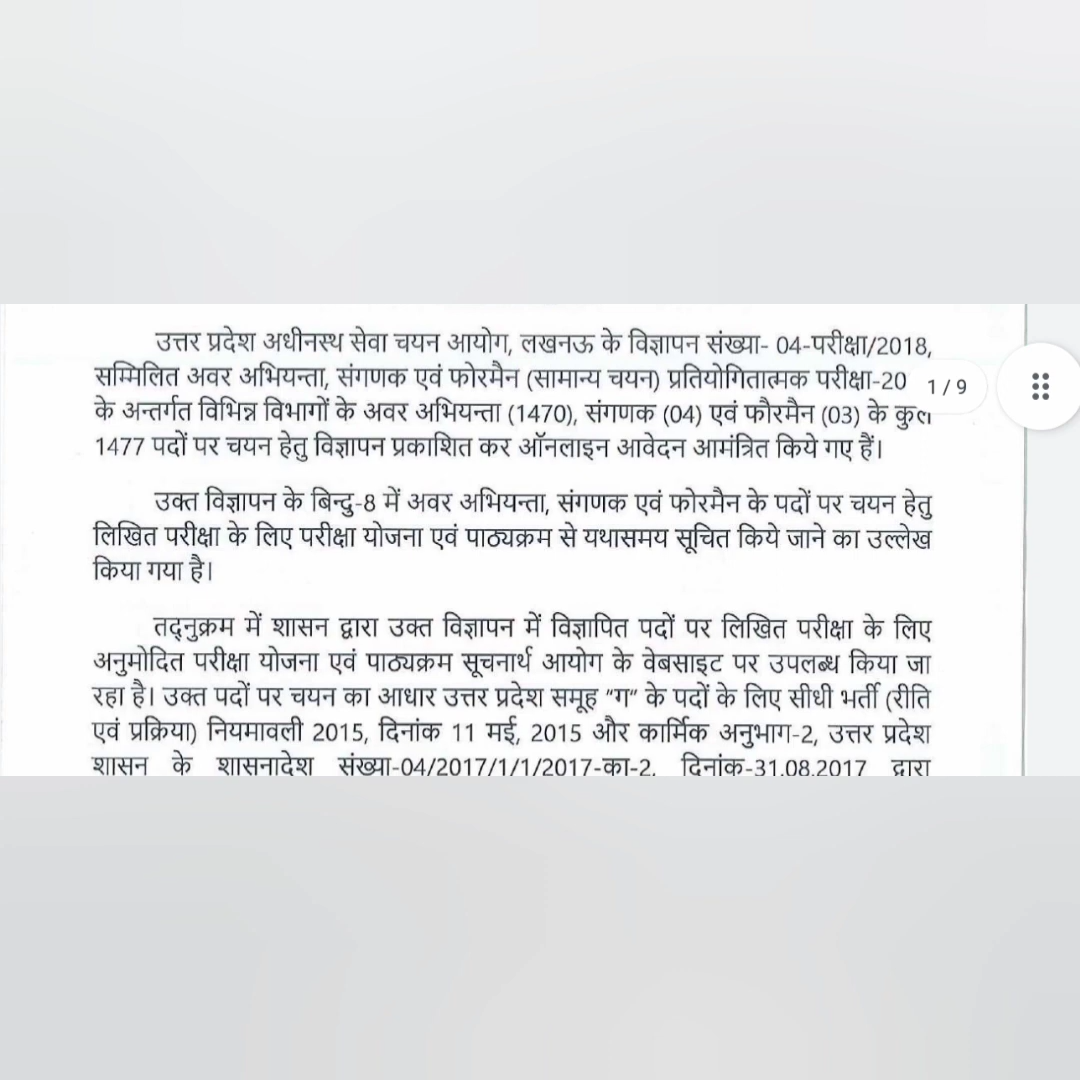 उत्तर प्रदेश अधीनस्थ सेवा चयन आयोग, लखनऊ के विज्ञापन संख्या- 04-परीक्षा/2018,
सम्मिलित अवर अभियन्ता, संगणक एवं फोरमैन (सामान्य चयन) प्रतियोगितात्मक परीक्षा-20
1 / 9
के अन्तर्गत विभिन्न विभागों के अवर अभियन्ता (1470), संगणक (04) एवं फौरमैन (03) के कुल
1477 पदों पर चयन हेतु विज्ञापन प्रकाशित कर ऑनलाइन आवेदन आमंत्रित किये गए हैं।
उक्त विज्ञापन के बिन्दु-8 में अवर अभियन्ता, संगणक एवं फोरमैन के पदों पर चयन हेतु
लिखित परीक्षा के लिए परीक्षा योजना एवं पाठ्यक्रम से यथासमय सूचित किये जाने का उल्लेख
किया गया है।
तद्नुक्रम में शासन द्वारा उक्त विज्ञापन में विज्ञापित पदों पर लिखित परीक्षा के लिए
अनुमोदित परीक्षा योजना एवं पाठ्यक्रम सूचनार्थ आयोग के वेबसाइट पर उपलब्ध किया जा
रहा है। उक्त पदों पर चयन का आधार उत्तर प्रदेश समूह “ग” के पदों के लिए सीधी भर्ती (रीति
एवं प्रक्रिया) नियमावली 2015, दिनांक 11 मई, 2015 और कार्मिक अनुभाग-2, उत्तर प्रदेश
शासन के शासनादेश संख्या-04/2017/1/1/2017-का-2, दिनांक-31.08.2017 द्वारा